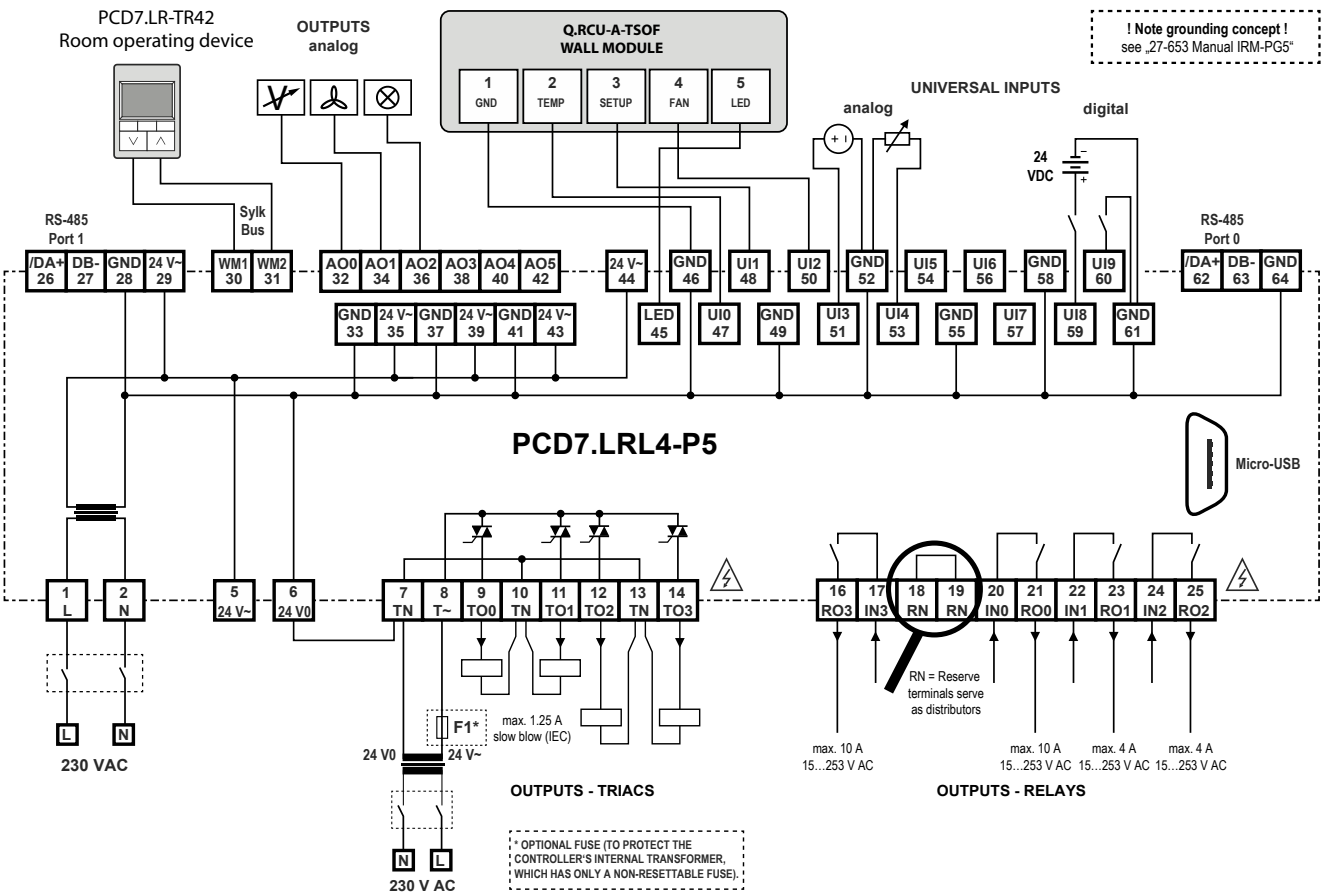 PCD7.LR-TR42
Room operating device
OUTPUTS
analog
Q.RCU-A-TSOF
WALL MODULE
1 2 3 4 5
GND TEMP SETUP FAN LED
! Note grounding concept !
see „27-653 Manual IRM-PG5“
UNIVERSAL INPUTS
analog
digital
24
VDC
RS-485
Port 1
Sylk
Bus
RS-485
Port 0
/DA+ DB- GND 24 V~
26 27 28 29
WM1 WM2
30 31
AO0 AO1 AO2 AO3 AO4 AO5
32 34 36 38 40 42
24 V~
44
GND
46
UI1
48
UI2
50
GND
52
UI5
54
UI6
56
GND
58
UI9
60
/DA+ DB- GND
62 63 64
GND 24 V~ GND 24 V~ GND 24 V~
33 35 37 39 41 43
LED
45
UI0
47
GND
49
UI3
51
UI4
53
GND
55
UI7
57
UI8
59
GND
61
PCD7.LRL4-P5
Micro-USB
1 2 5 6
L N 24 V~ 24 V0
7 8 9 10 11 12 13 14
TN T~ TO0 TN TO1 TO2 TN TO3
16 17 18 19 20 21 22 23 24 25
RO3 IN3 RN RN IN0 RO0 IN1 RO1 IN2 RO2
RN = Reserve
terminals serve
as distributors
L N
230 VAC
F1*
max. 1.25 A
slow blow (IEC)
24 V0
24 V~
N L
230 V AC
OUTPUTS - TRIACS
* OPTIONAL FUSE (TO PROTECT THE
CONTROLLER'S INTERNAL TRANSFORMER,
WHICH HAS ONLY A NON-RESETTABLE FUSE).
max. 10 A
15...253 V AC
max. 10 A
15...253 V AC
max. 4 A
15...253 V AC
max. 4 A
15...253 V AC
OUTPUTS - RELAYS